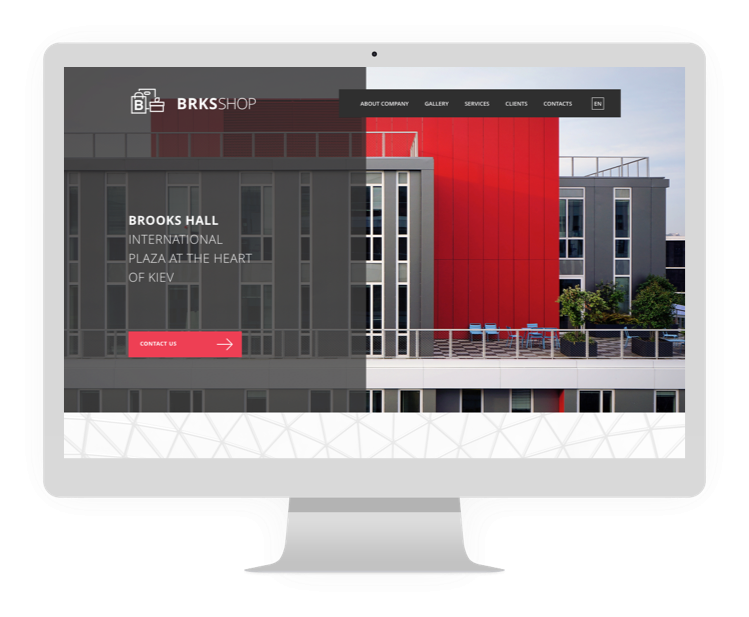 B
BRKSSHOP
ABOUT COMPANY GALLERY SERVICES CLIENTS CONTACTS EN
BROOKS HALL
INTERNATIONAL
PLAZA AT THE HEART
OF KIEV
CONTACT US